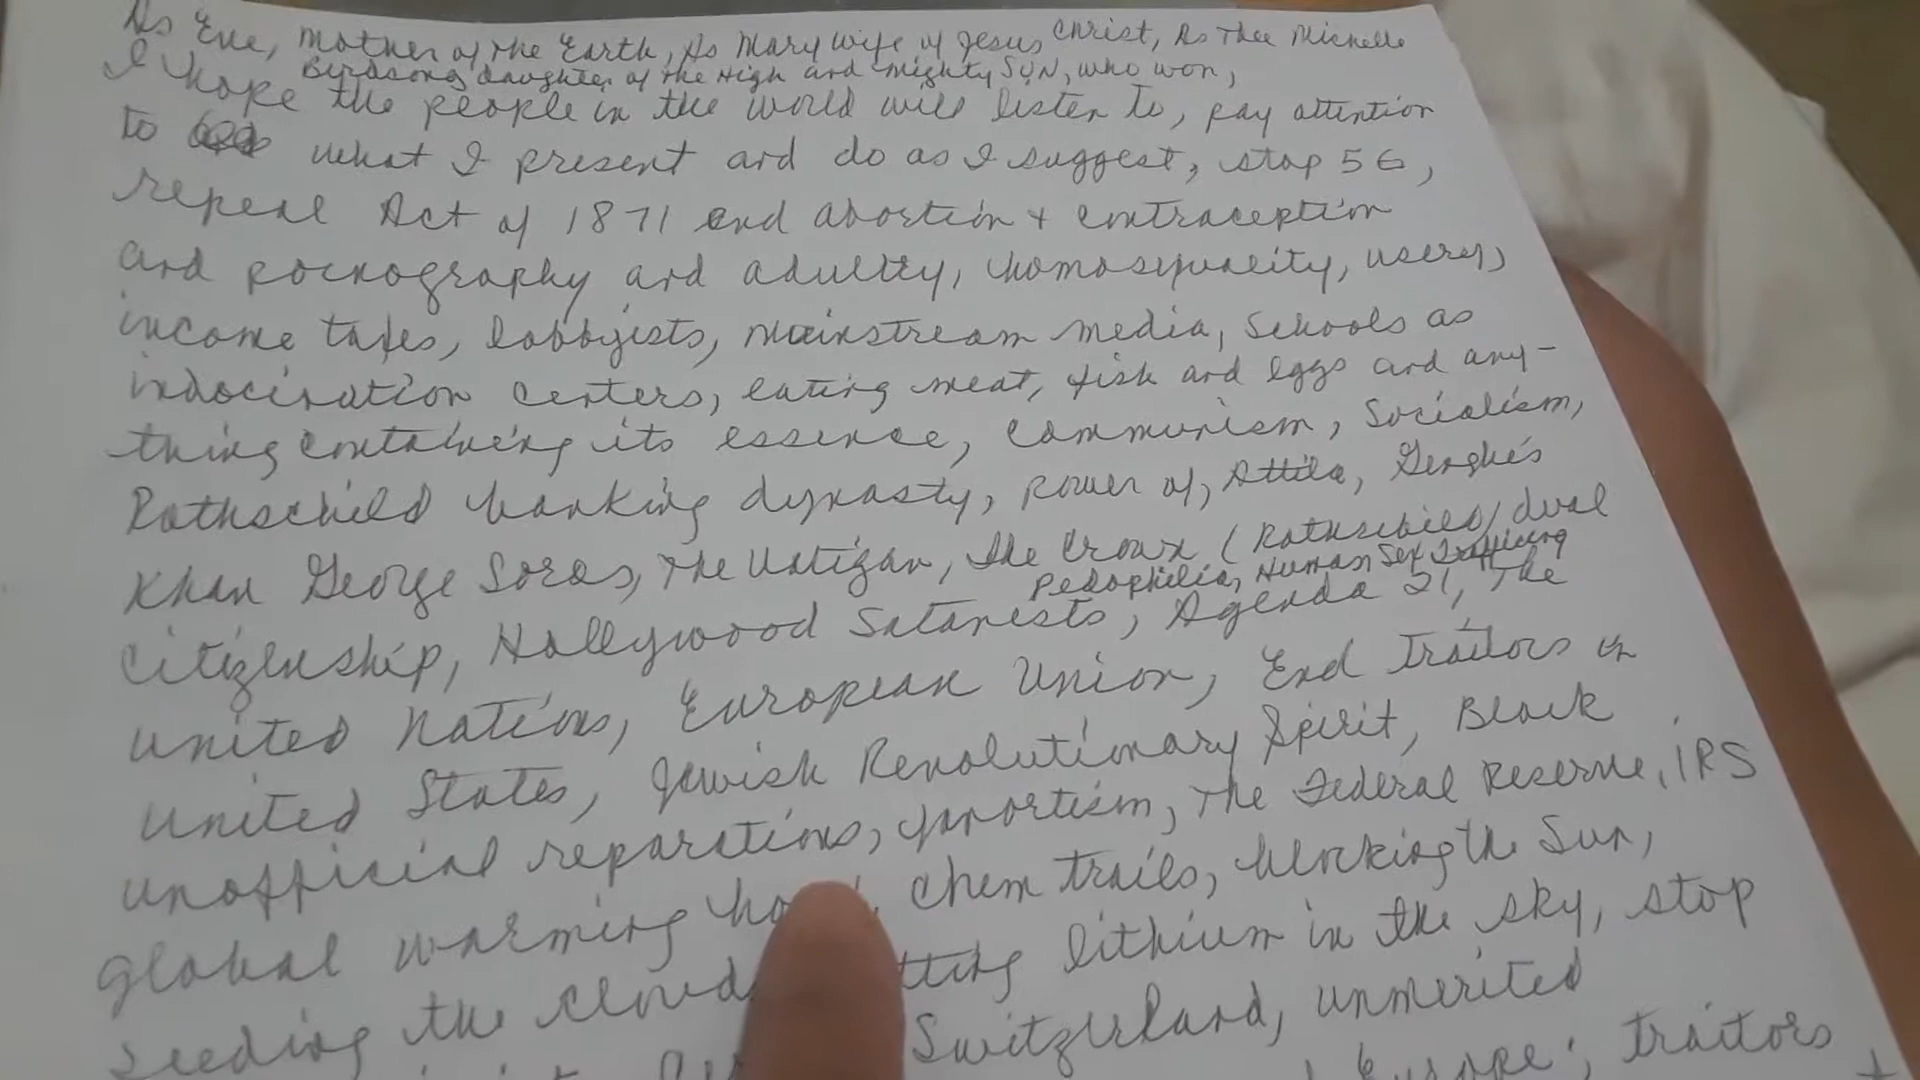 As Eve, Mother of the Earth, As Mary wife of Jesus Christ, As Thee Michelle
Birdsong daughter of the High and mighty SUN, who won,
I hope the people in the world will listen to, pay attention
to what I present and do as I suggest, stop 5G,
repeal Act of 1871 end abortion + contraception
and pornography and adultry, homosexuality, usery,
income taxes, lobbyists, mainstream media, schools as
indocination centers, eating meat, fish and eggs and any-
thing containing its essence, Communism, Socialism,
Rothschild banking dynasty, power of, Attila, Genghis
Khan George Soros, The Vatigan, the Crown (Rothschild) dual
Pedophilia, Human Sex Trafficing
Citizenship, Hollywood Satanists, Agenda 21, The
United Nations, European Union, End Traitors in
United States, Jewish Revolutionary Spirit, Black
unofficial reparations, The Federal Reserve, IRS
global warming Chem trails, blocking the Sun,
seeding the clouds lithium in the sky, stop
Switzerland, unmerited
Europe; traitors